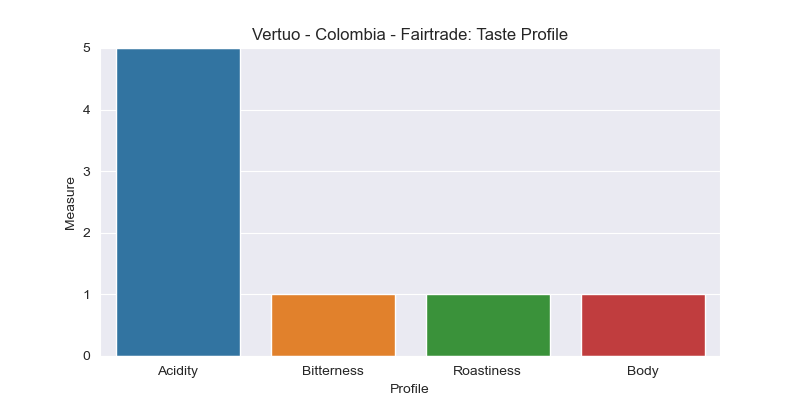 Vertuo - Colombia - Fairtrade: Taste Profile
5
4
3
2
1
0
Measure
Acidity
Bitterness
Roastiness
Body
Profile